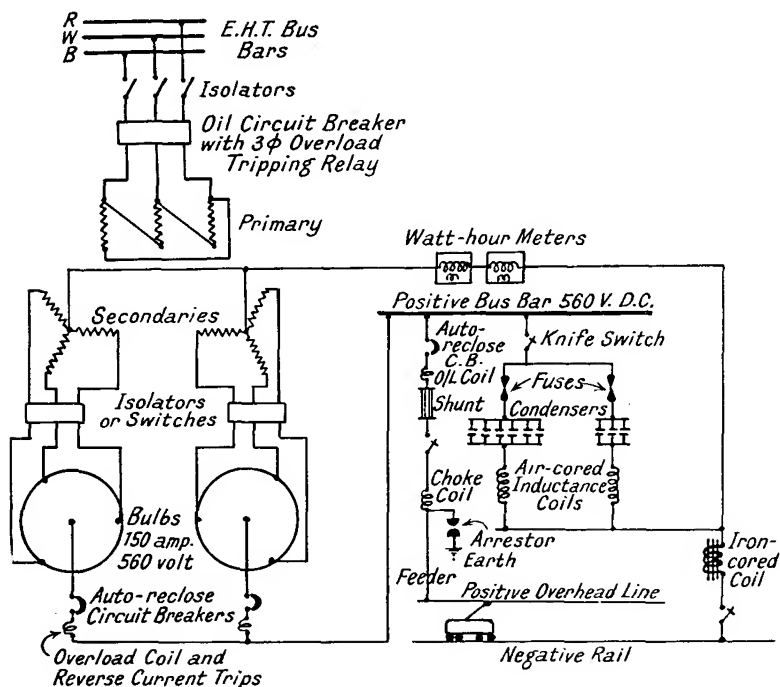 R
W
B
E.H.T. Bus
Bars
Isolators
Oil Circuit Breaker
with 3ϕ Overload
Tripping Relay
Primary
Watt-hour Meters
Secondaries
Positive Bus Bar 560 V. D.C.
Auto-
reclose
C.B.
O/L Coil
Shunt
Knife Switch
Fuses
Condensers
Isolators
or Switches
Choke
Coil
Air-cored
Inductance
Coils
Bulbs
150 amp.
560 volt
Arrestor
Earth
Iron-
cored
Coil
Feeder
Auto-reclose
Circuit Breakers
Positive Overhead Line
Overload Coil and
Reverse Current Trips
Negative Rail